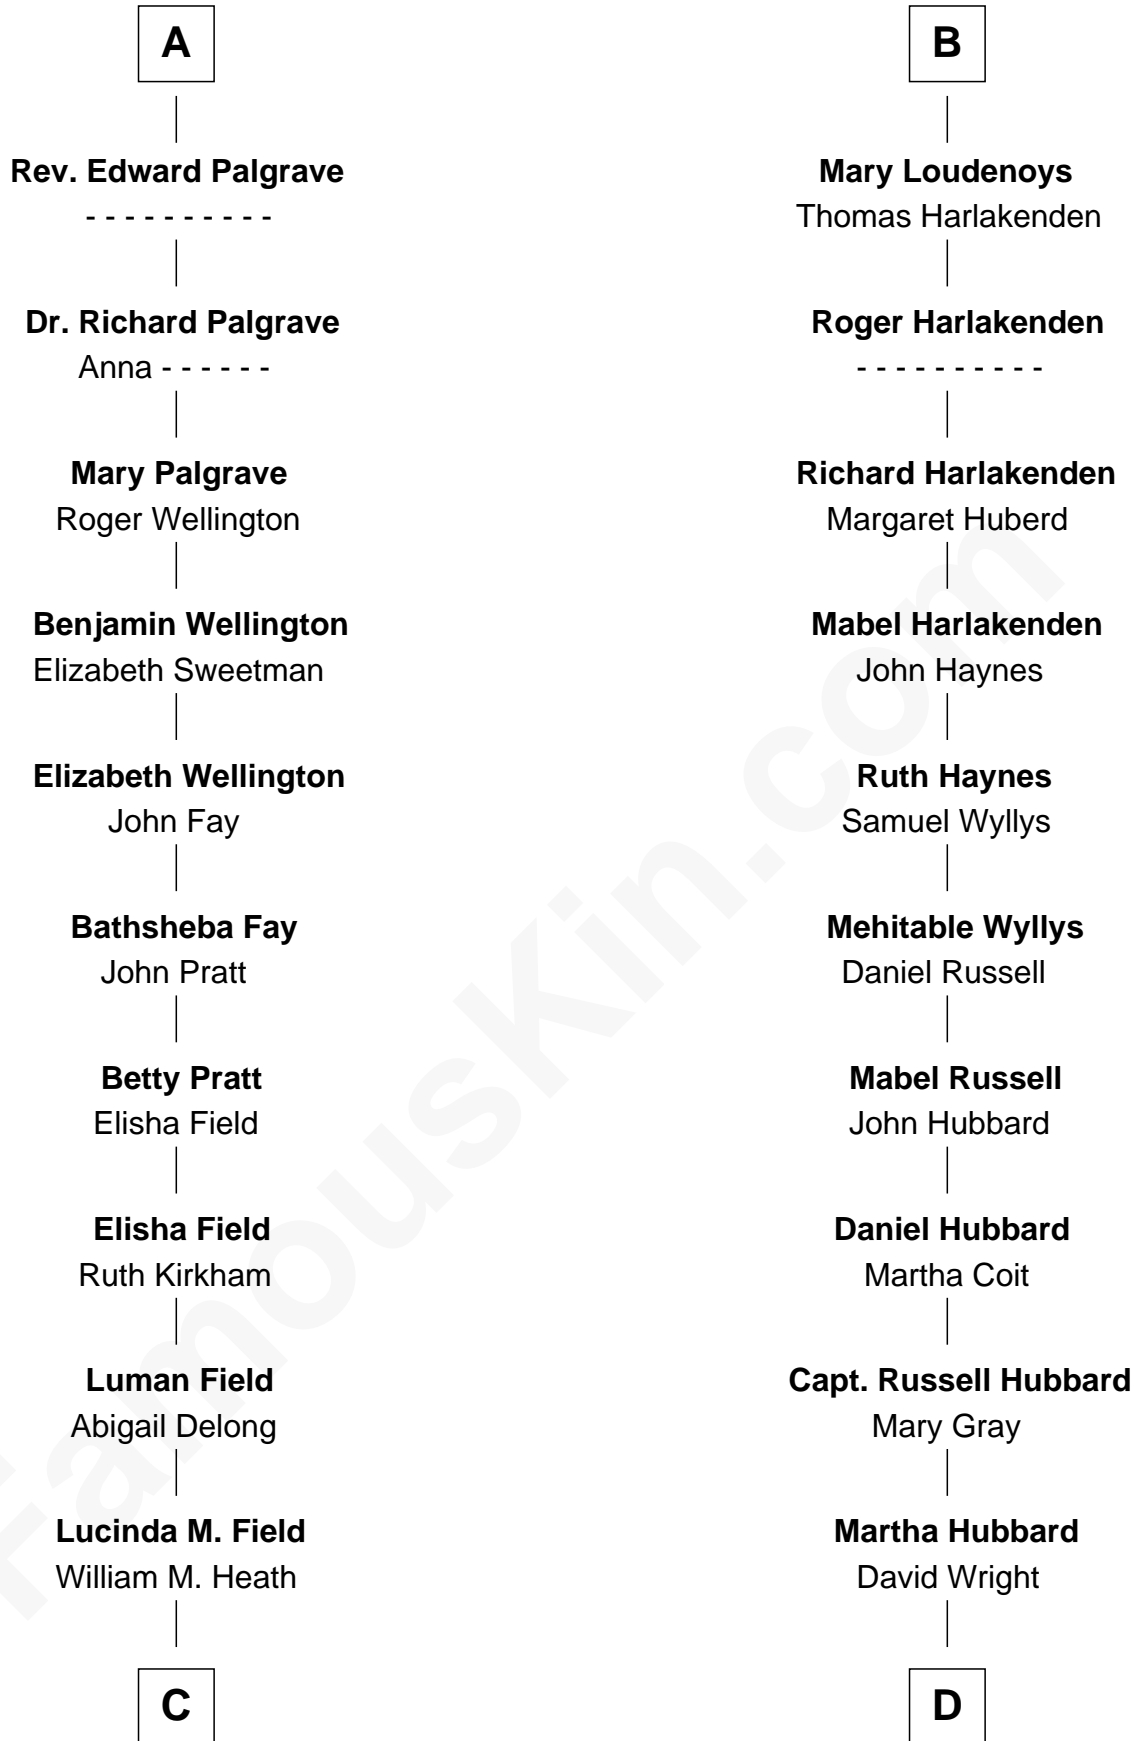 A
Rev. Edward Palgrave
- - - - - - - - - -
Dr. Richard Palgrave
Anna - - - - - -
Mary Palgrave
Roger Wellington
Benjamin Wellington
Elizabeth Sweetman
Elizabeth Wellington
John Fay
Bathsheba Fay
John Pratt
Betty Pratt
Elisha Field
Elisha Field
Ruth Kirkham
Luman Field
Abigail Delong
Lucinda M. Field
William M. Heath
C
B
Mary Loudenoys
Thomas Harlakenden
Roger Harlakenden
- - - - - - - - - -
Richard Harlakenden
Margaret Huberd
Mabel Harlakenden
John Haynes
Ruth Haynes
Samuel Wyllys
Mehitable Wyllys
Daniel Russell
Mabel Russell
John Hubbard
Daniel Hubbard
Martha Coit
Capt. Russell Hubbard
Mary Gray
Martha Hubbard
David Wright
D
FamousKin.com